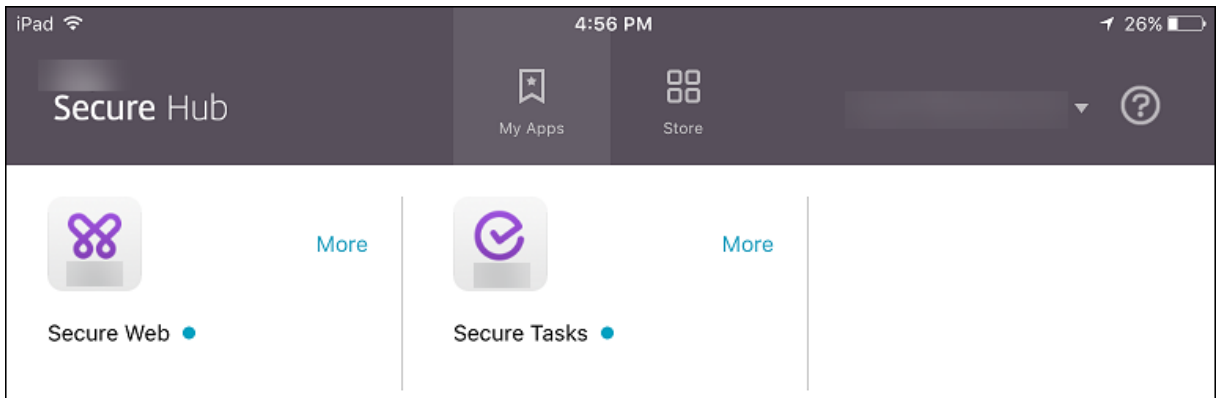 iPad 4:56 PM 26%
Secure Hub
My Apps Store
More More
Secure Web Secure Tasks